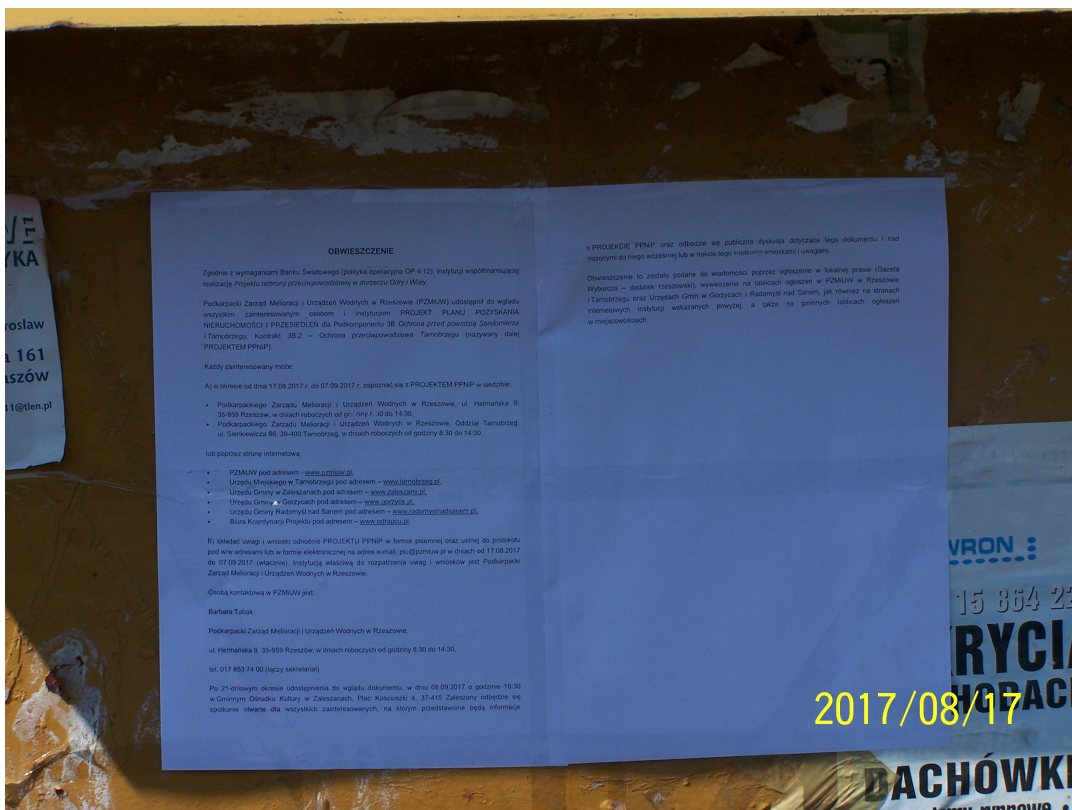 OBWIESZCZENIE
Zgodnie z wymaganiami Banku Światowego (polityka operacyjna OP 4.12), instytucji współfinansującej
realizację Projektu ochrony przeciwpowodziowej w dorzeczu Odry i Wisły,
Podkarpacki Zarząd Melioracji i Urządzeń Wodnych w Rzeszowie (PZMiUW) udostępnił do wglądu
wszystkim zainteresowanym osobom i instytucjom PROJEKT PLANU POZYSKANIA
NIERUCHOMOŚCI I PRZESIEDLEŃ dla Podkomponentu 3B Ochrona przed powodzią Sandomierza
i Tarnobrzegu, Kontrakt 3B.2 – Ochrona przeciwpowodziowa Tarnobrzegu (nazywany dalej
PROJEKTEM PPNiP).
Każdy zainteresowany może:
A) w okresie od dnia 17.08.2017 r. do 07.09.2017 r. zapoznać się z PROJEKTEM PPNiP w siedzibie:
• Podkarpackiego Zarządu Melioracji i Urządzeń Wodnych w Rzeszowie, ul. Hetmańska 9,
35-959 Rzeszów, w dniach roboczych od do 14:30,
• Podkarpackiego Zarządu Melioracji i Urządzeń Wodnych w Rzeszowie, Oddział Tarnobrzeg,
ul. Sienkiewicza 86, 39-400 Tarnobrzeg, w dniach roboczych od godziny 8:30 do 14:30,
lub poprzez stronę internetową:
• PZMiUW pod adresem - www.pzmiuw.pl,
• Urzędu Miejskiego w Tarnobrzegu pod adresem – www.tarnobrzeg.pl,
• Urzędu Gminy w Zaleszanach pod adresem – www.zaleszany.pl,
• Urzędu Gminy w Gorzycach pod adresem – www.gorzyce.pl,
• Urzędu Gminy Radomyśl nad Sanem pod adresem – www.radomyslnadsanem.pl,
• Biura Koordynacji Projektu pod adresem – www.odrapcu.pl
B) składać uwagi i wnioski odnośnie PROJEKTU PPNiP w formie pisemnej oraz ustnej do protokołu
pod w/w adresami lub w formie elektronicznej na adres e-mail: piu@pzmiuw.pl w dniach od 17.08.2017
do 07.09.2017 (włącznie). Instytucją właściwą do rozpatrzenia uwag i wniosków jest Podkarpacki
Zarząd Melioracji i Urządzeń Wodnych w Rzeszowie.
Osobą kontaktową w PZMiUW jest:
Barbara Tabak
Podkarpacki Zarząd Melioracji i Urządzeń Wodnych w Rzeszowie,
ul. Hetmańska 9, 35-959 Rzeszów, w dniach roboczych od godziny 8:30 do 14:30,
tel. 017 853 74 00 (łączy sekretariat)
Po 21-dniowym okresie udostępnienia do wglądu dokumentu, w dniu 08.09.2017 o godzinie 16:30
w Gminnym Ośrodku Kultury w Zaleszanach, Plac Kościuszki 4, 37-415 Zaleszany odbędzie się
spotkanie otwarte dla wszystkich zainteresowanych, na którym przedstawione będą informacje
o PROJEKCIE PPNiP oraz odbędzie się publiczna dyskusja dotycząca tego dokumentu i nad
złożonymi do niego wcześniej lub w trakcie tego spotkania wnioskami i uwagami.
Obwieszczenie to zostało podane do wiadomości poprzez ogłoszenie w lokalnej prasie (Gazeta
Wyborcza – dodatek rzeszowski), wywieszenie na tablicach ogłoszeń w PZMiUW w Rzeszowie
i Tarnobrzegu oraz Urzędach Gmin w Gorzycach i Radomyśl nad Sanem, jak również na stronach
internetowych instytucji wskazanych powyżej, a także na gminnych tablicach ogłoszeń
w miejscowościach.
YKA
rosław
a 161
aszów
11@tlen.pl
WRON
15 864 22
KRYCIA
HODAC
DACHÓWK
2017/08/17